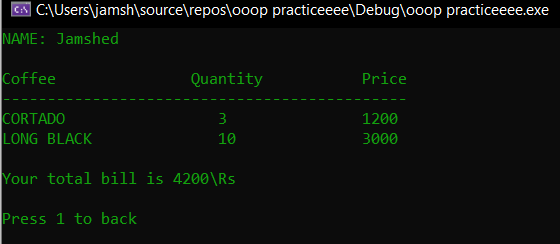 C:\Users\jamsh\source\repos\ooop practiceeee\Debug\ooop practiceeee.exe
NAME: Jamshed
Coffee Quantity Price
---------------------------------------------
CORTADO 3 1200
LONG BLACK 10 3000
Your total bill is 4200\Rs
Press 1 to back